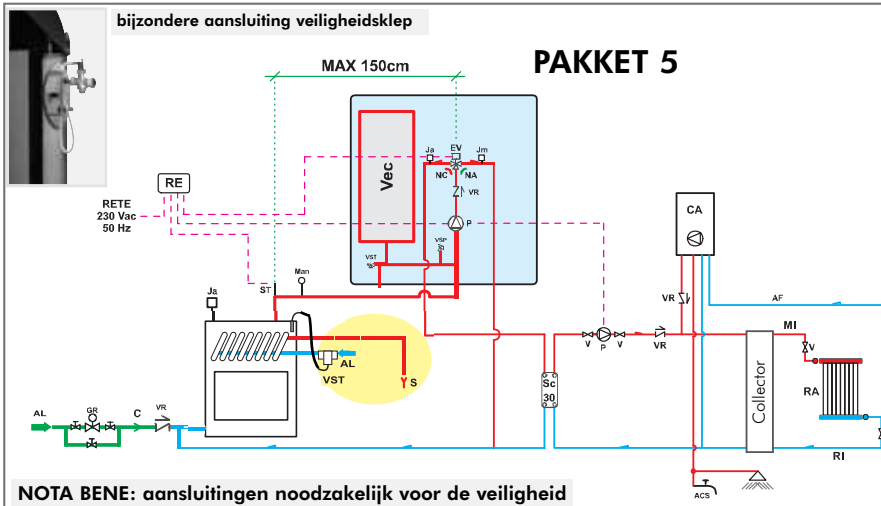 bijzondere aansluiting veiligheidsklep
PAKKET 5
MAX 150cm
Ja
EV
Jm
NC
NA
Vec
VR
P
VSP
VST
RE
RETE
230 Vac
50 Hz
ST
Man
Ja
CA
VR
AF
MI
V
P
V
VR
V
AL
VST
S
Sc
30
Collector
RA
AL
GR
C
VR
RI
ACS
NOTA BENE: aansluitingen noodzakelijk voor de veiligheid